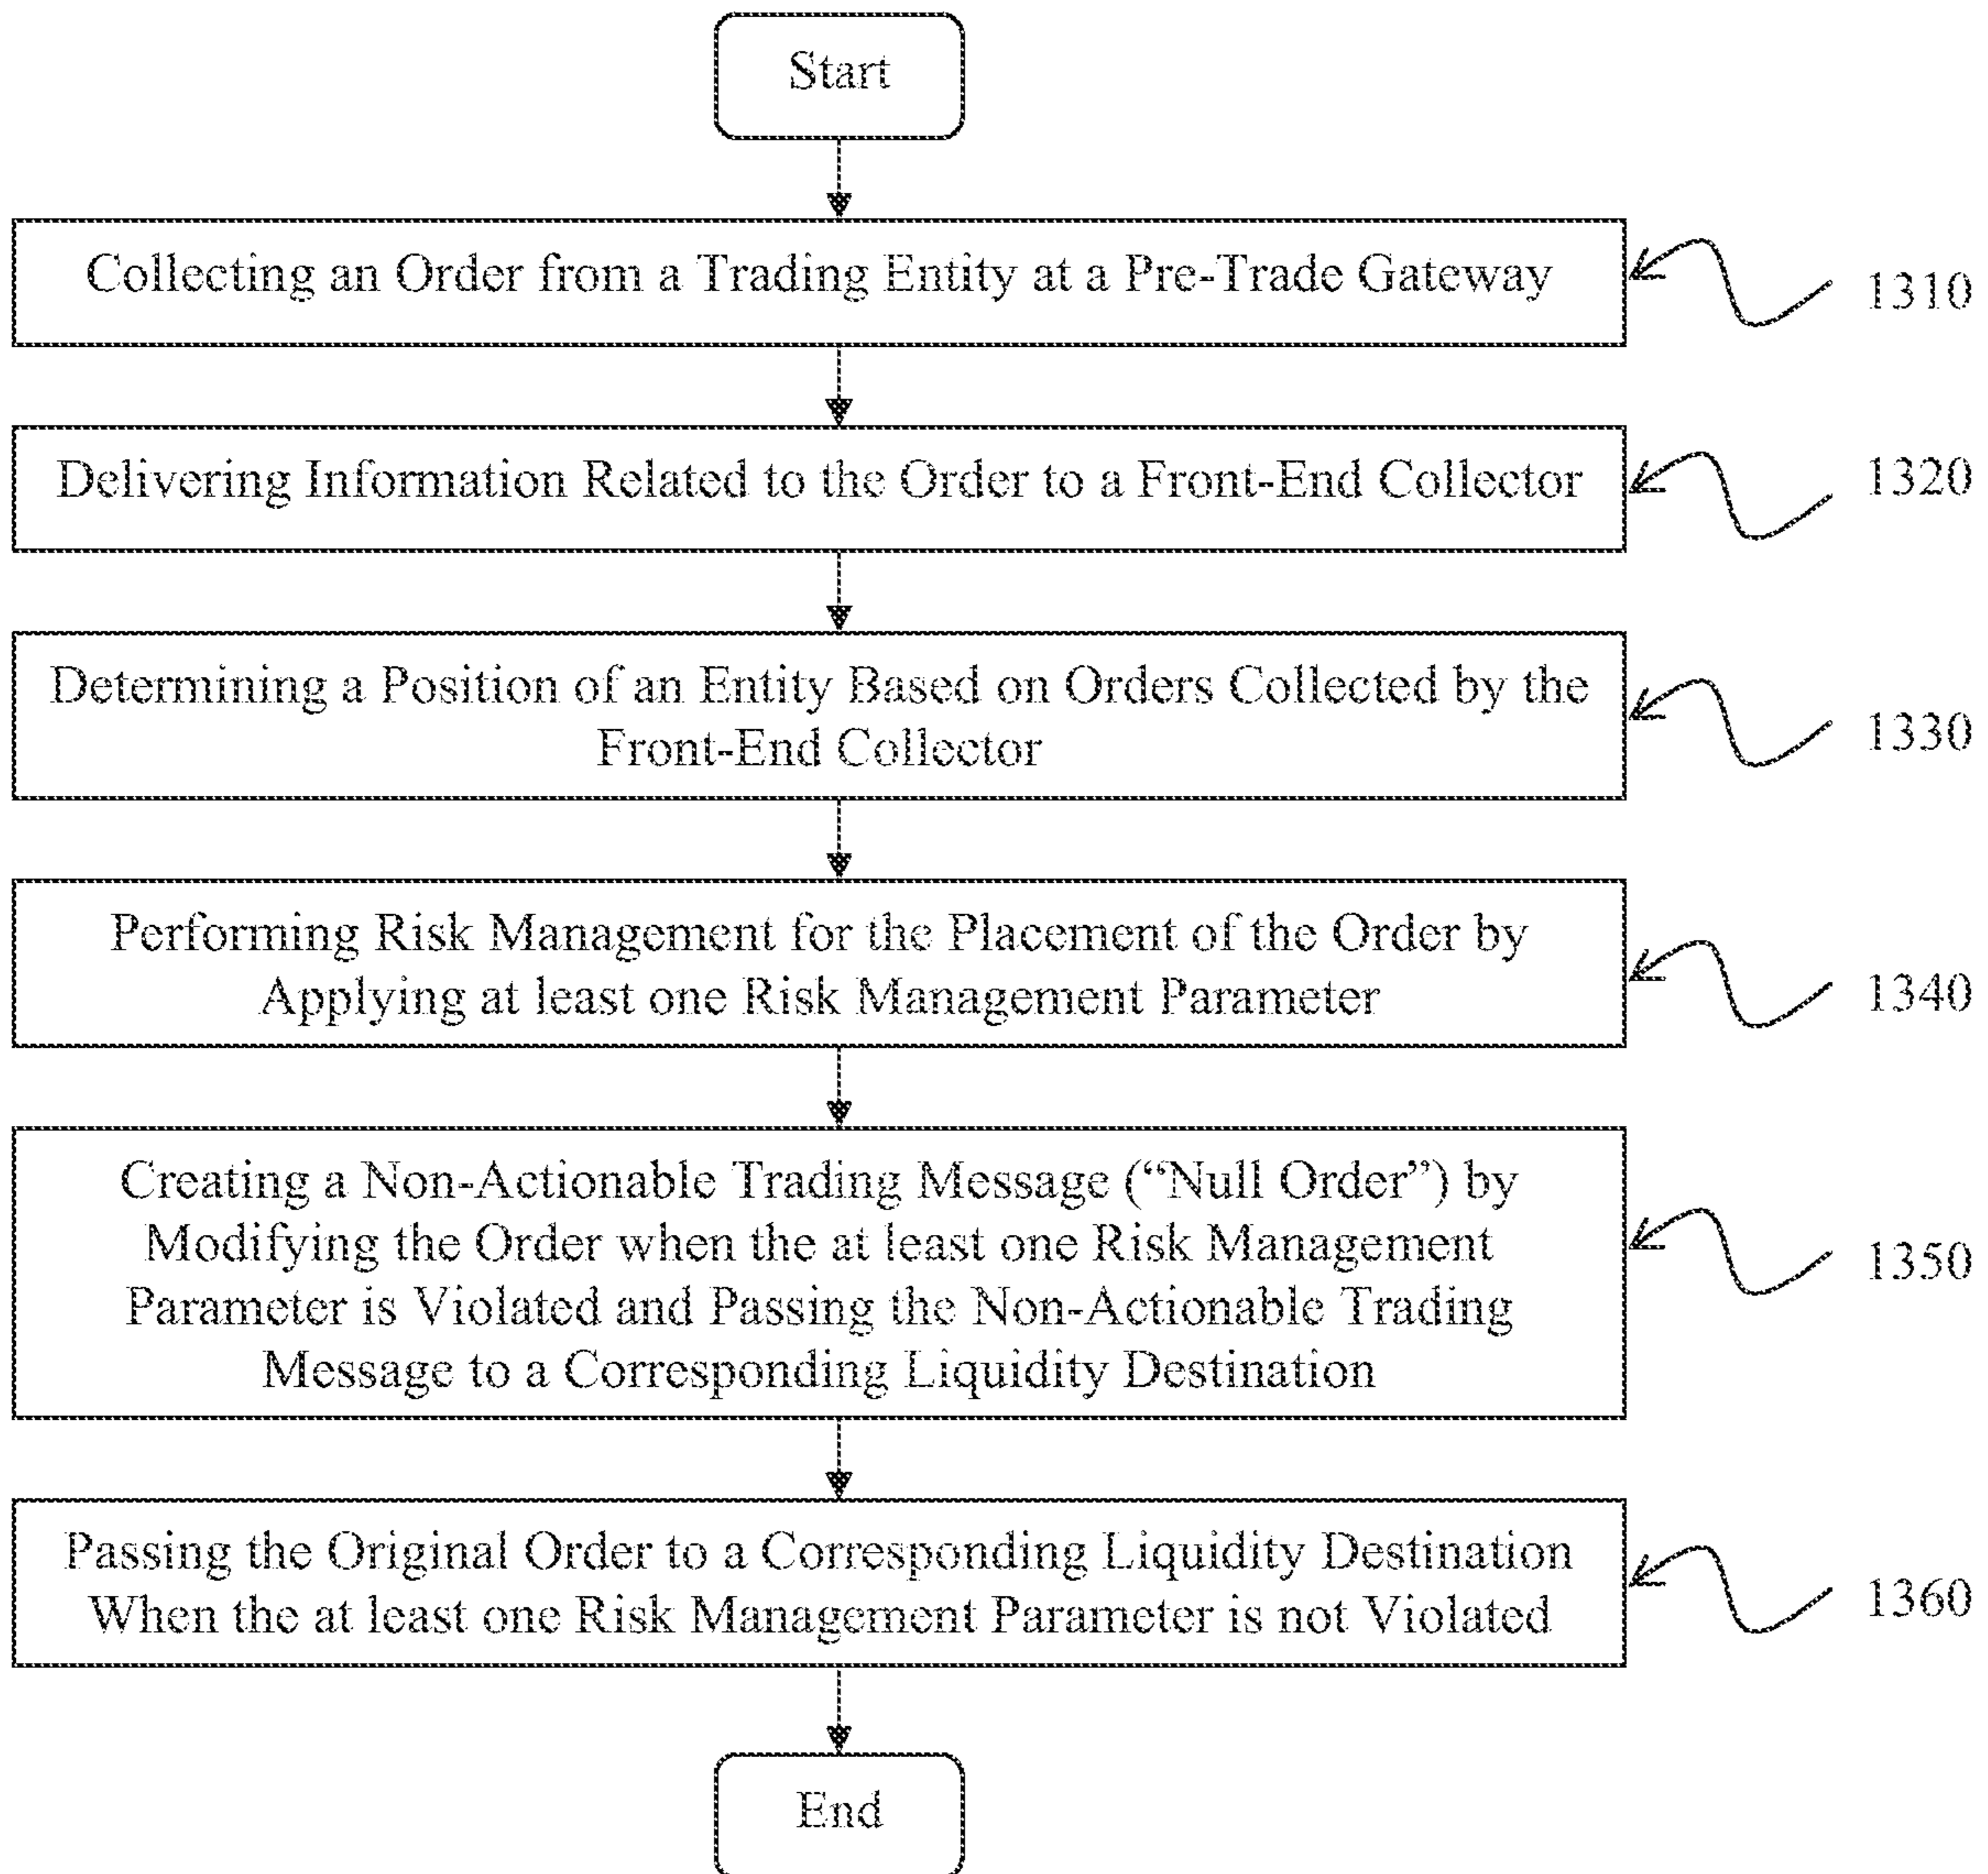 Start
Collecting an Order from a Trading Entity at a Pre-Trade Gateway
1310
Delivering Information Related to the Order to a Front-End Collector
1320
Determining a Position of an Entity Based on Orders Collected by the
Front-End Collector
1330
Performing Risk Management for the Placement of the Order by
Applying at least one Risk Management Parameter
1340
Creating a Non-Actionable Trading Message (“Null Order”) by
Modifying the Order when the at least one Risk Management
Parameter is Violated and Passing the Non-Actionable Trading
Message to a Corresponding Liquidity Destination
1350
Passing the Original Order to a Corresponding Liquidity Destination
When the at least one Risk Management Parameter is not Violated
1360
End